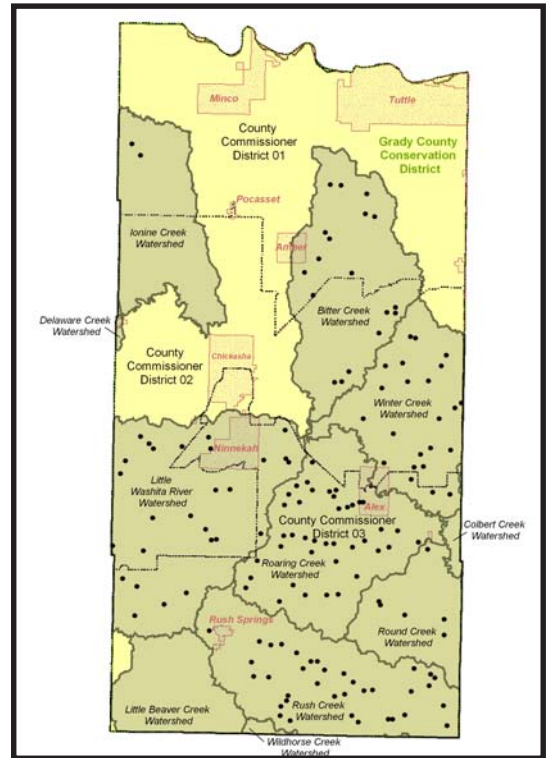 Minco
Tuttle
County
Commissioner
District 01
Grady County
Conservation
District
Pocasset
Ionine Creek
Watershed
Amber
Bitter Creek
Watershed
Delaware Creek
Watershed
County
Commissioner
District 02
Chickasha
Winter Creek
Watershed
Ninnekah
Little
Washita River
Watershed
Alex
County Commissioner
District 03
Colbert Creek
Watershed
Roaring Creek
Watershed
Rush Springs
Round Creek
Watershed
Little Beaver Creek
Watershed
Rush Creek
Watershed
Wildhorse Creek
Watershed